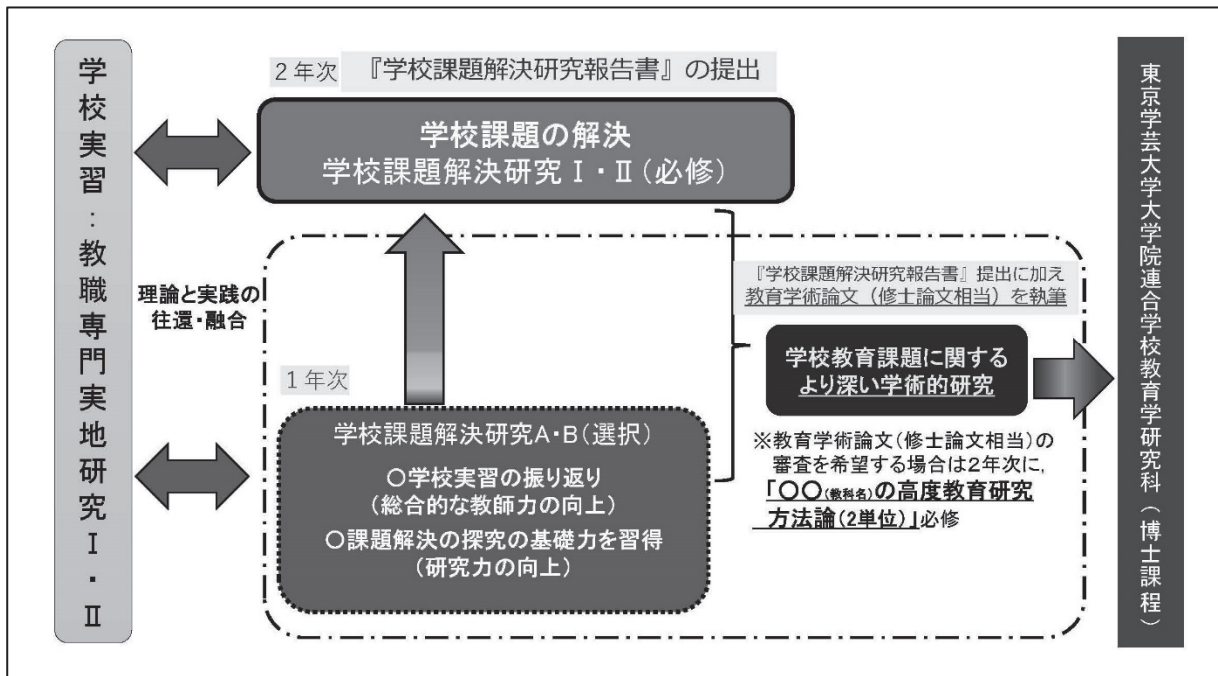 学校実習:教職専門実地研究Ⅰ・Ⅱ
2年次
『学校課題解決研究報告書』の提出
学校課題の解決
学校課題解決研究Ⅰ・Ⅱ(必修)
理論と実践の
往還・融合
1年次
学校課題解決研究A・B(選択)
○学校実習の振り返り
(総合的な教師力の向上)
○課題解決の探究の基礎力を習得
(研究力の向上)
『学校課題解決研究報告書』提出に加え
教育学術論文(修士論文相当)を執筆
学校教育課題に関する
より深い学術的研究
※教育学術論文(修士論文相当)の
審査を希望する場合は2年次に,
「〇〇(教科名)の高度教育研究
方法論(2単位)」必修
東京学芸大学大学院連合学校教育学研究科(博士課程)